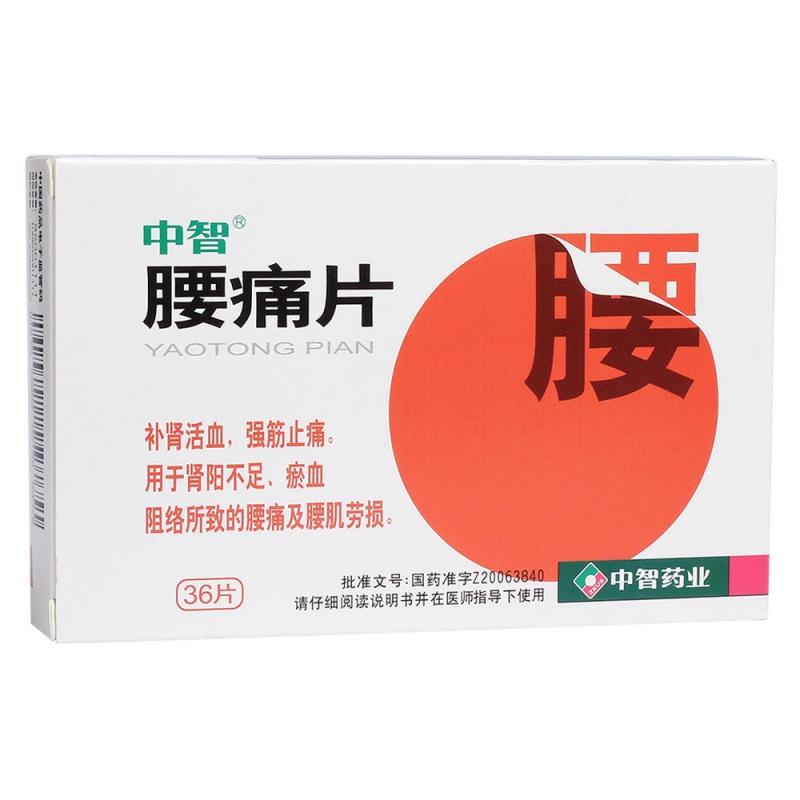 中智®
腰痛片
YAOTONG PIAN
补肾活血，强筋止痛。
用于肾阳不足、瘀血
阻络所致的腰痛及腰肌劳损。
36片
腰
批准文号:国药准字Z20063840
请仔细阅读说明书并在医师指导下使用
中智药业